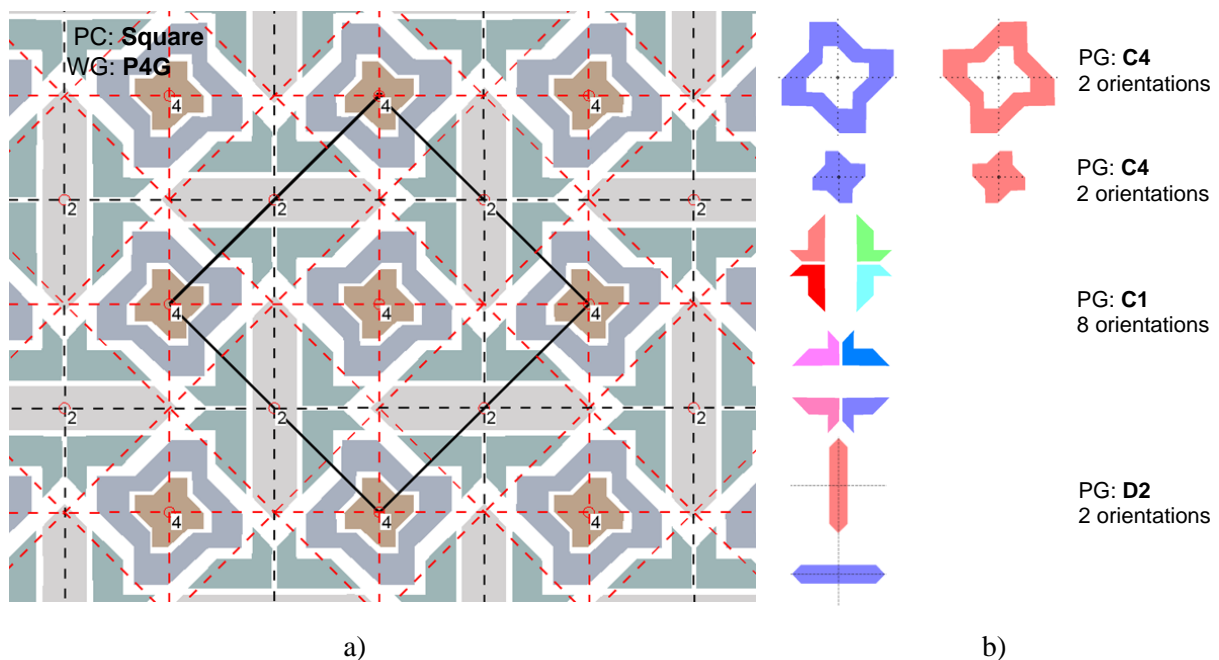 PC: Square
WG: P4G
4 4 4
2 2 2 2
4 4 4
2 2 2 2
4 4 4
a)
PG: C4
2 orientations
PG: C4
2 orientations
PG: C1
8 orientations
PG: D2
2 orientations
b)